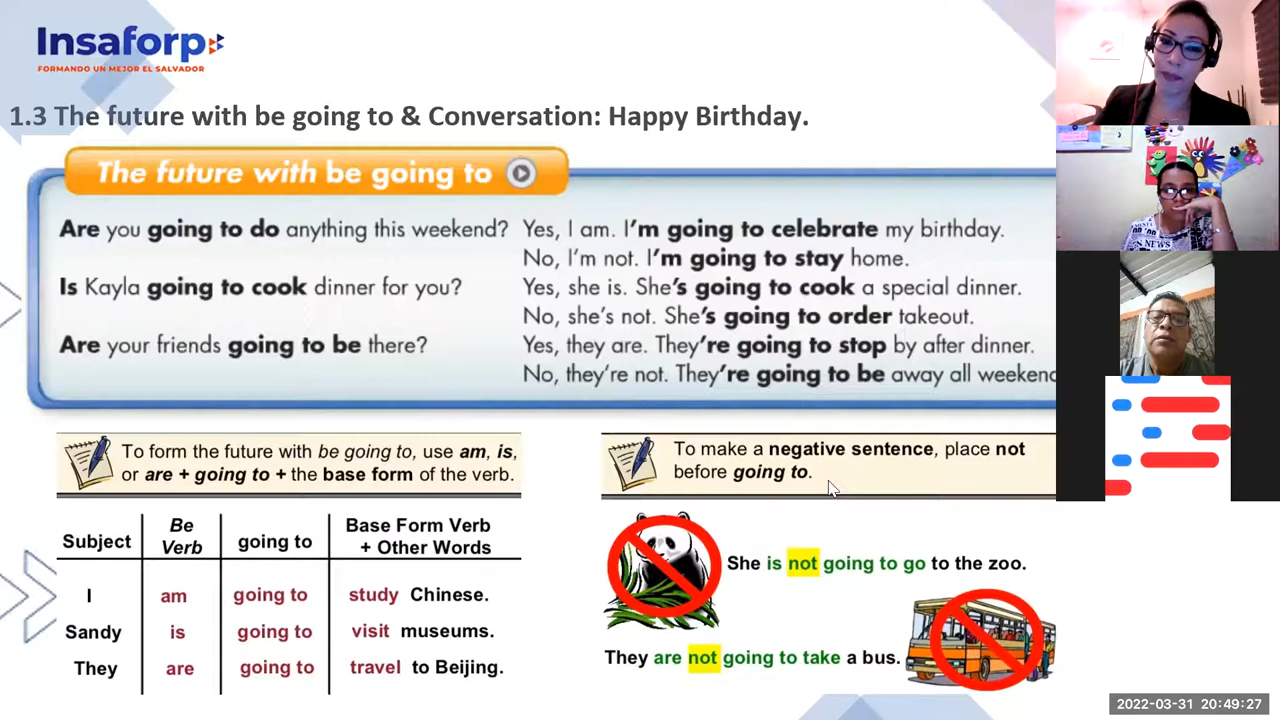 Insaforp
FORMANDO UN MEJOR EL SALVADOR
1.3 The future with be going to & Conversation: Happy Birthday.
The future with be going to
Are you going to do anything this weekend? Yes, I am. I'm going to celebrate my birthday.
No, I'm not. I'm going to stay home.
Is Kayla going to cook dinner for you? Yes, she is. She's going to cook a special dinner.
No, she's not. She's going to order takeout.
Are your friends going to be there? Yes, they are. They're going to stop by after dinner.
No, they're not. They're going to be away all weekend
To form the future with be going to, use am, is,
or are + going to + the base form of the verb.
To make a negative sentence, place not
before going to.
Subject Be Verb going to Base Form Verb + Other Words
I am going to study Chinese.
Sandy is going to visit museums.
They are going to travel to Beijing.
She is not going to go to the zoo.
They are not going to take a bus.
NEWS
2022-03-31 20:49:27